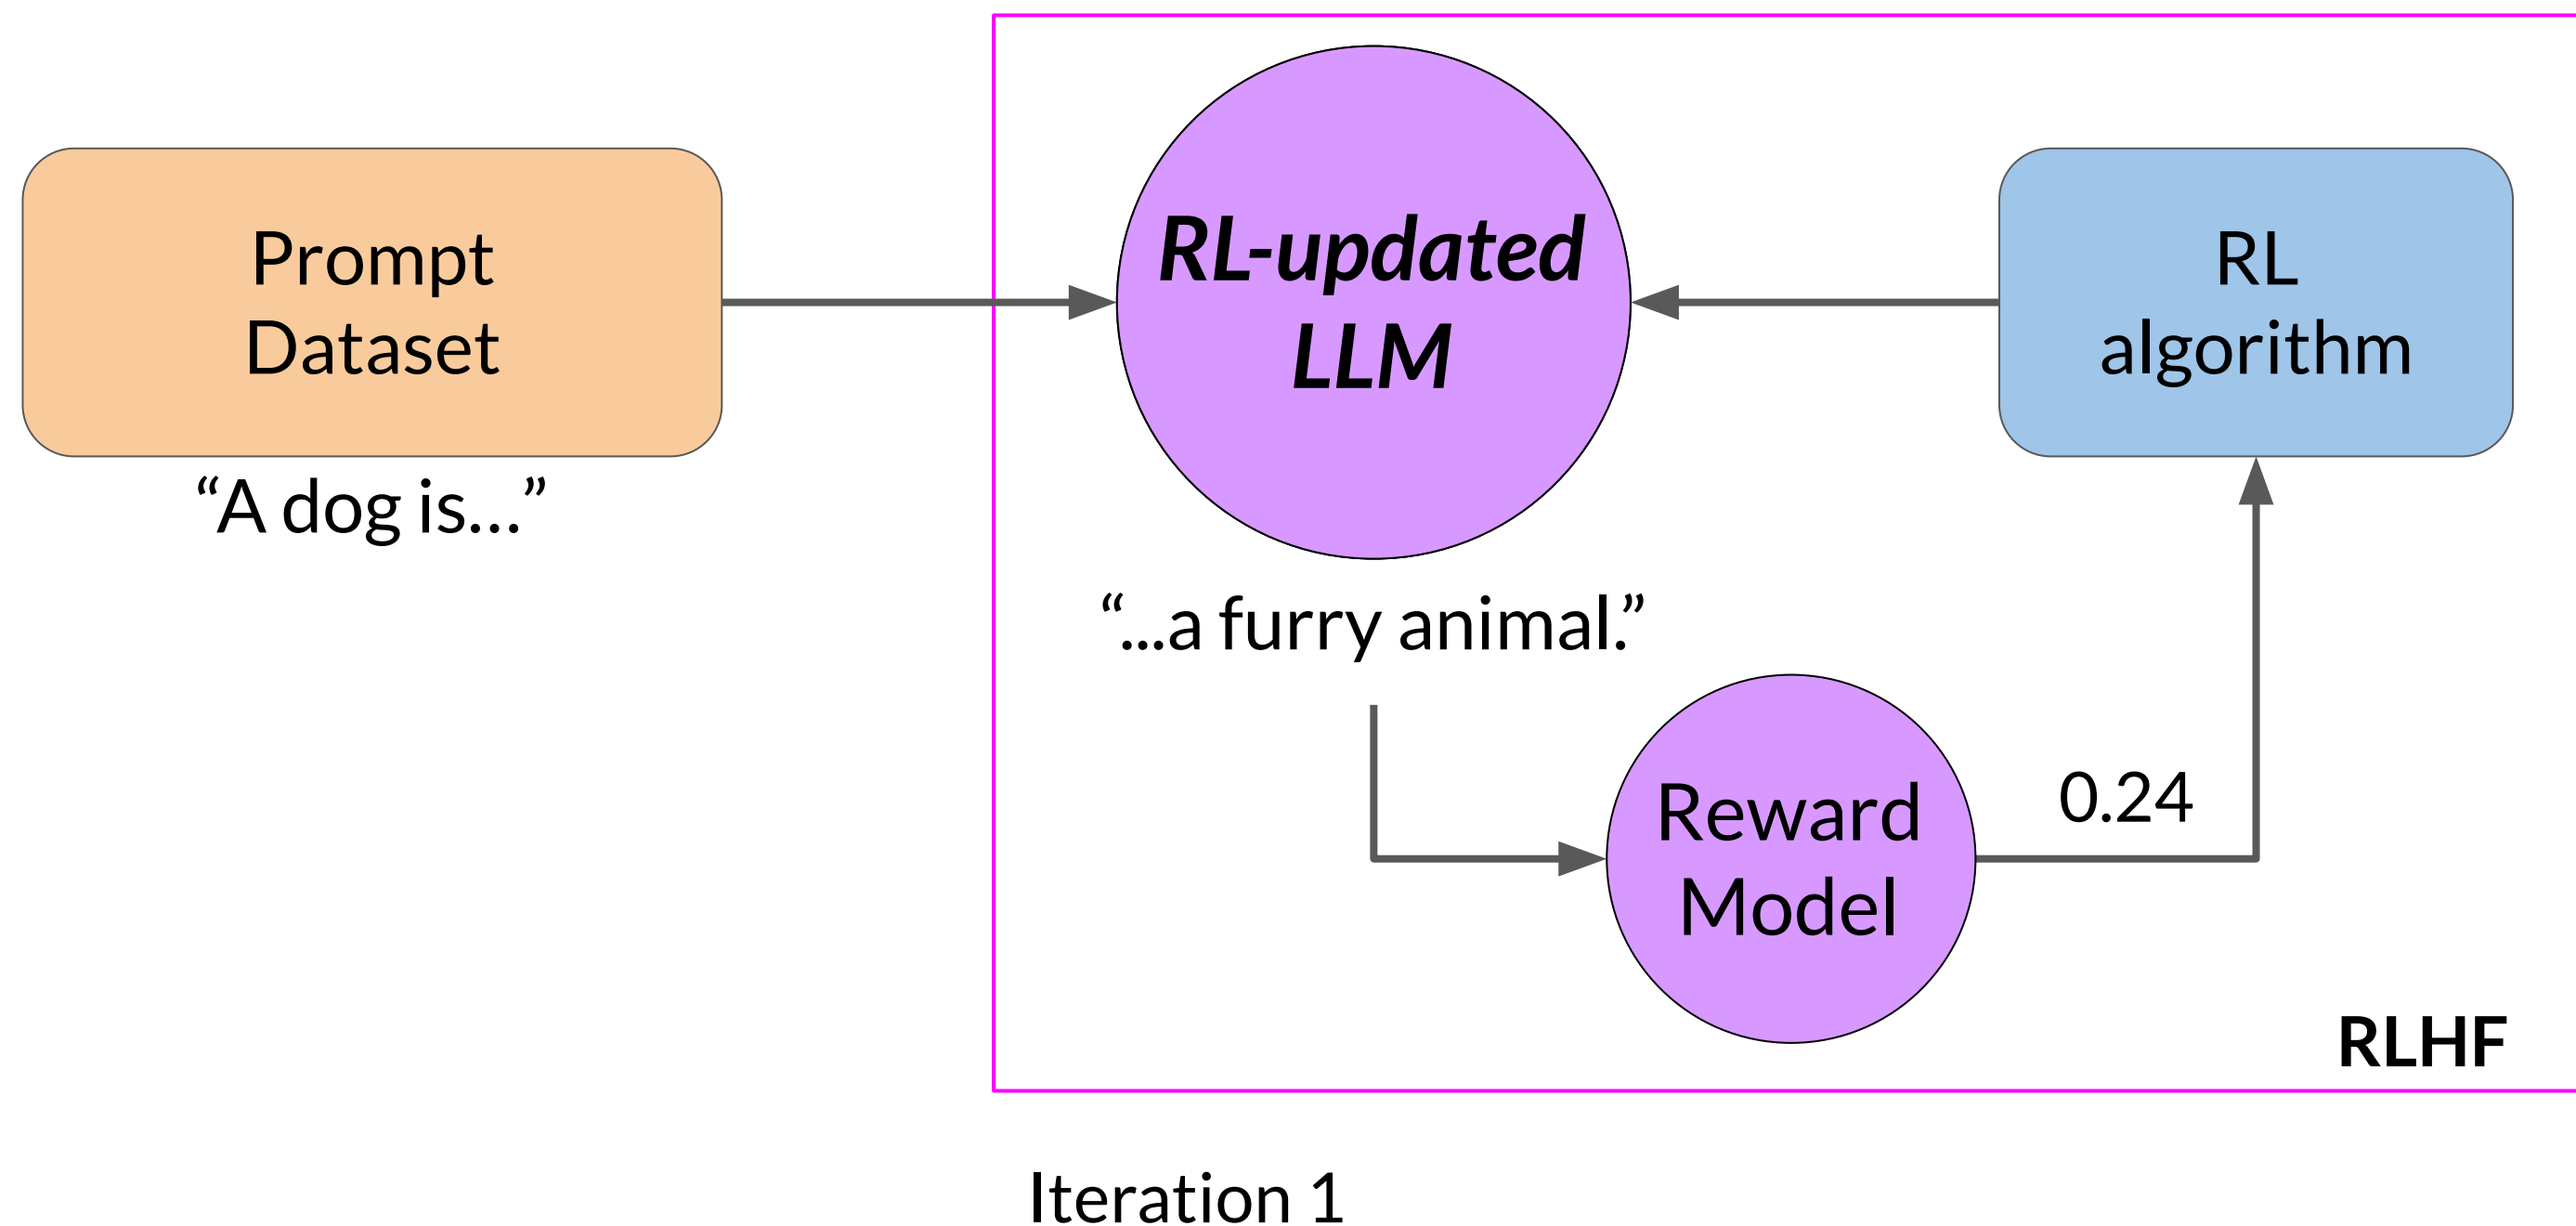 Prompt
Dataset
“A dog is…”
RL-updated
LLM
“...a furry animal.”
RL
algorithm
Reward
Model
0.24
RLHF
Iteration 1